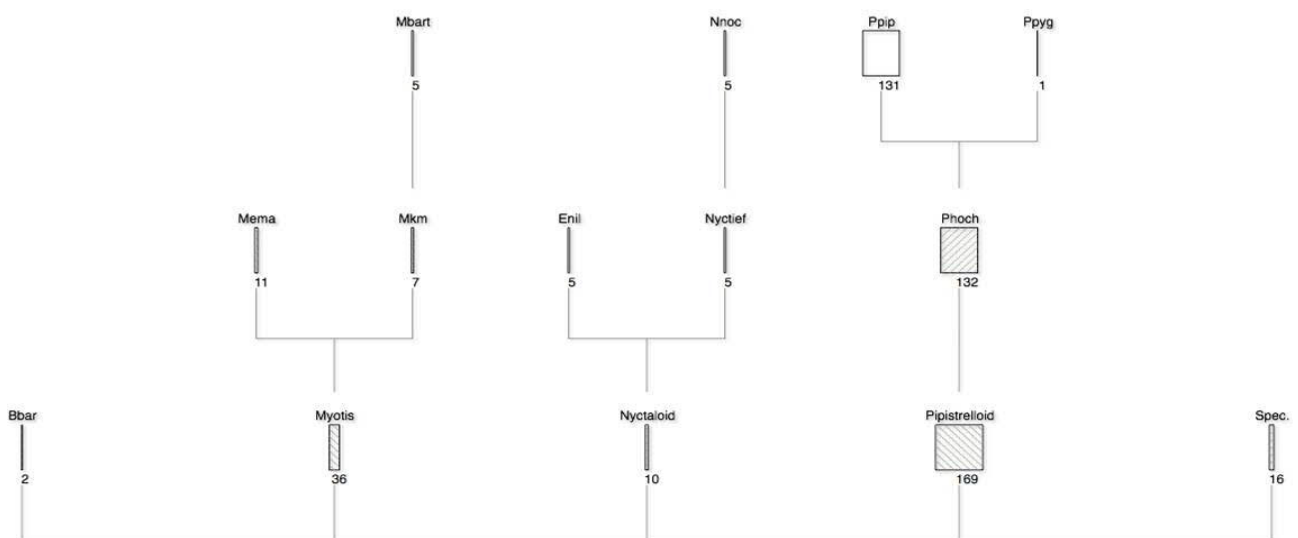 Mbart Nnoc Ppip Ppyg
5 5 131 1
Mema Mkm Enil Nyctief Phoch
11 7 5 5 132
Bbar Myotis Nyctaloid Pipistrelloid Spec.
2 36 10 169 16